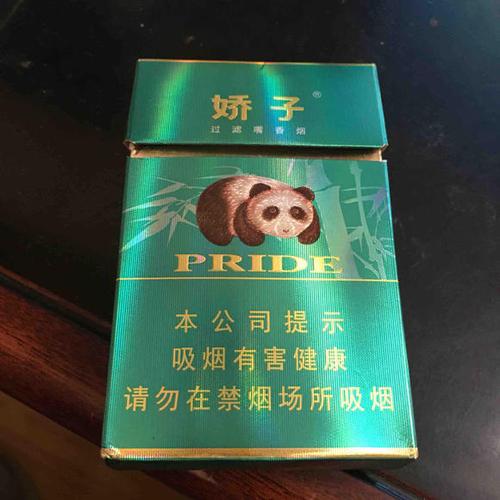 娇子®
过滤嘴香烟
PRIDE
本公司提示
吸烟有害健康
请勿在禁烟场所吸烟